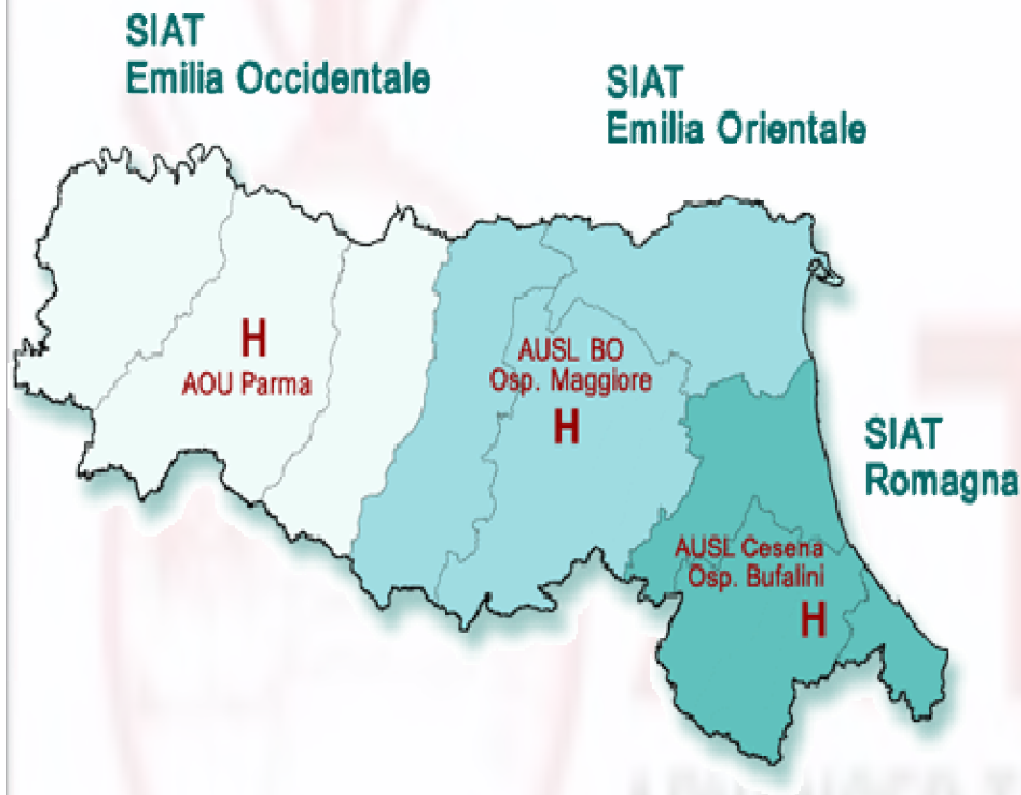 SIAT
Emilia Occidentale
SIAT
Emilia Orientale
H
AOU Parma
AUSL BO
Osp. Maggiore
H
SIAT
Romagna
AUSL Cesena
Osp. Bufalini
H